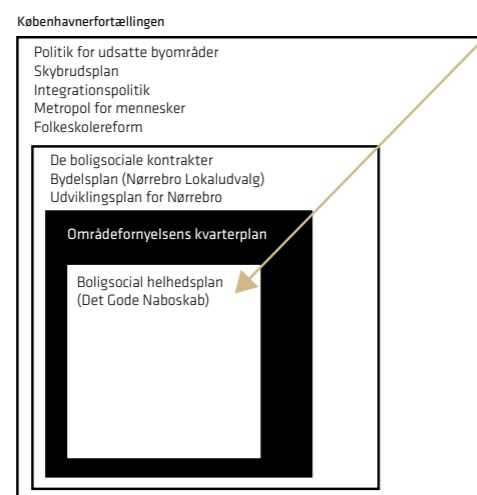 Københavnerfortællingen
Politik for udsatte byområder
Skybrudsplan
Integrationspolitik
Metropol for mennesker
Folkeskolereform
De boligsociale kontrakter
Bydelsplan (Nørrebro Lokaludvalg)
Udviklingsplan for Nørrebro
Områdefornyelsens kvarterplan
Boligsocial helhedsplan
(Det Gode Naboskab)